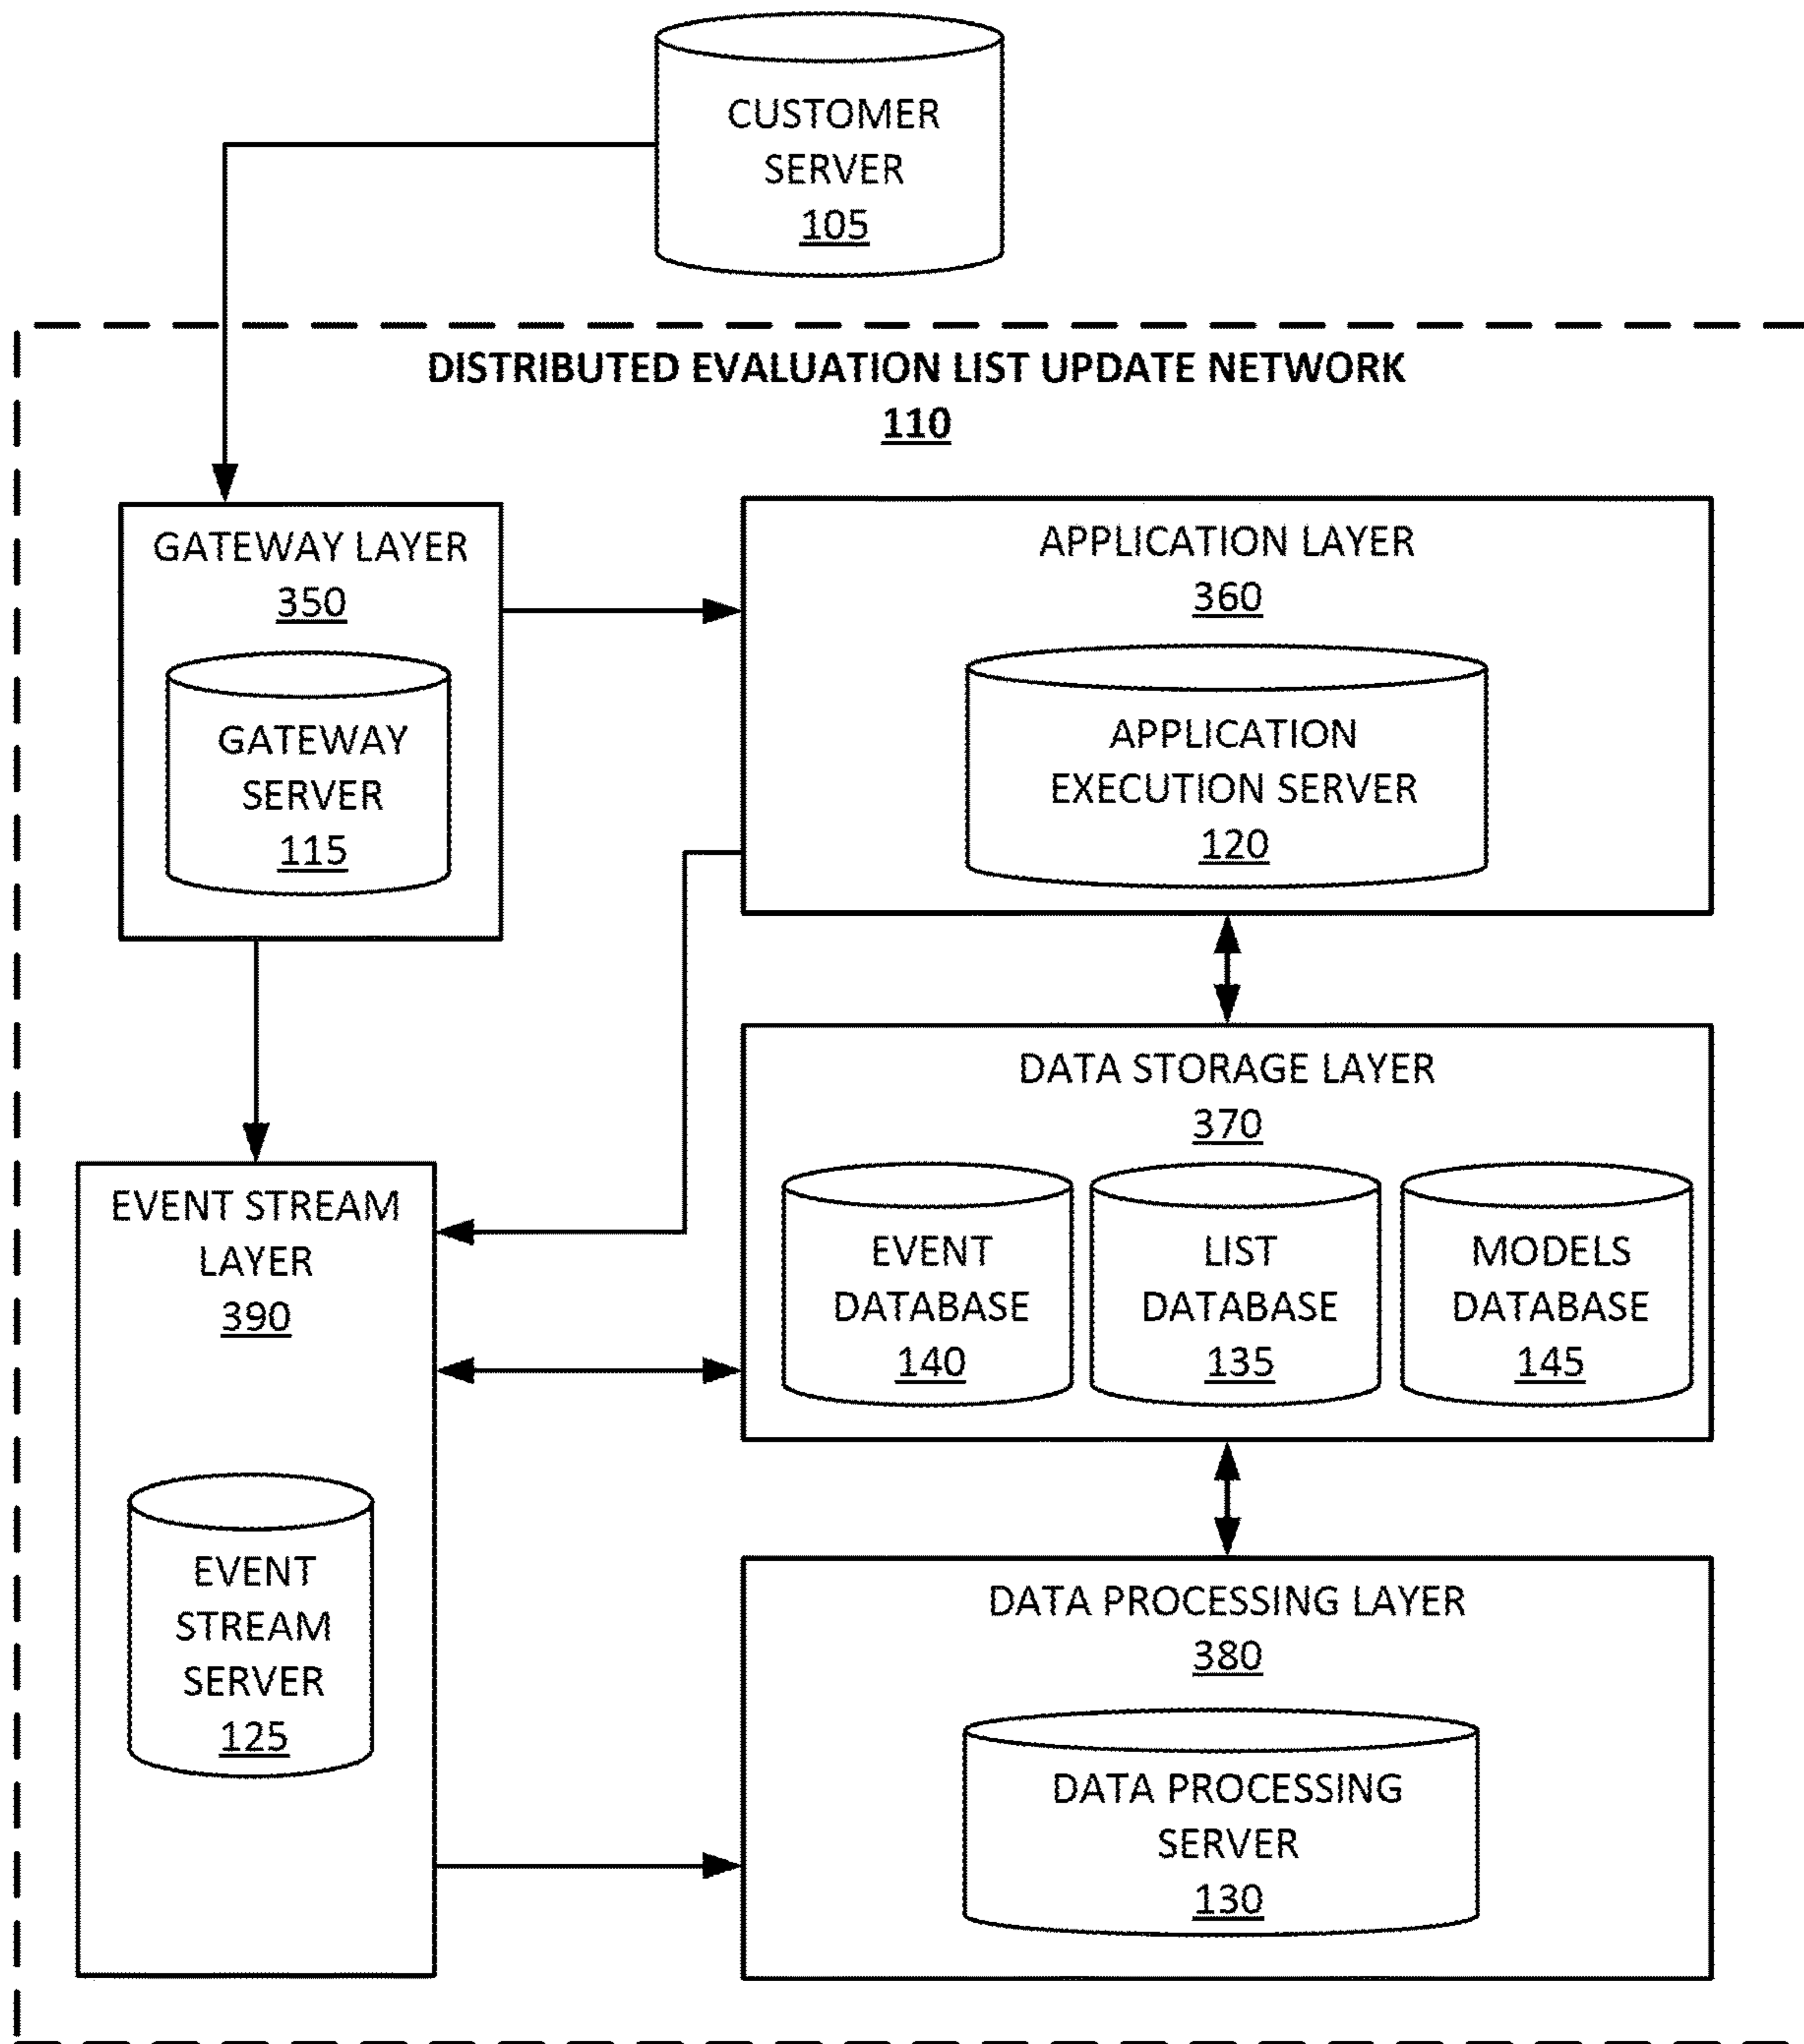 CUSTOMER
SERVER
105
DISTRIBUTED EVALUATION LIST UPDATE NETWORK
110
GATEWAY LAYER
350
GATEWAY
SERVER
115
APPLICATION LAYER
360
APPLICATION
EXECUTION SERVER
120
DATA STORAGE LAYER
370
EVENT
DATABASE
140
LIST
DATABASE
135
MODELS
DATABASE
145
EVENT STREAM
LAYER
390
EVENT
STREAM
SERVER
125
DATA PROCESSING LAYER
380
DATA PROCESSING
SERVER
130